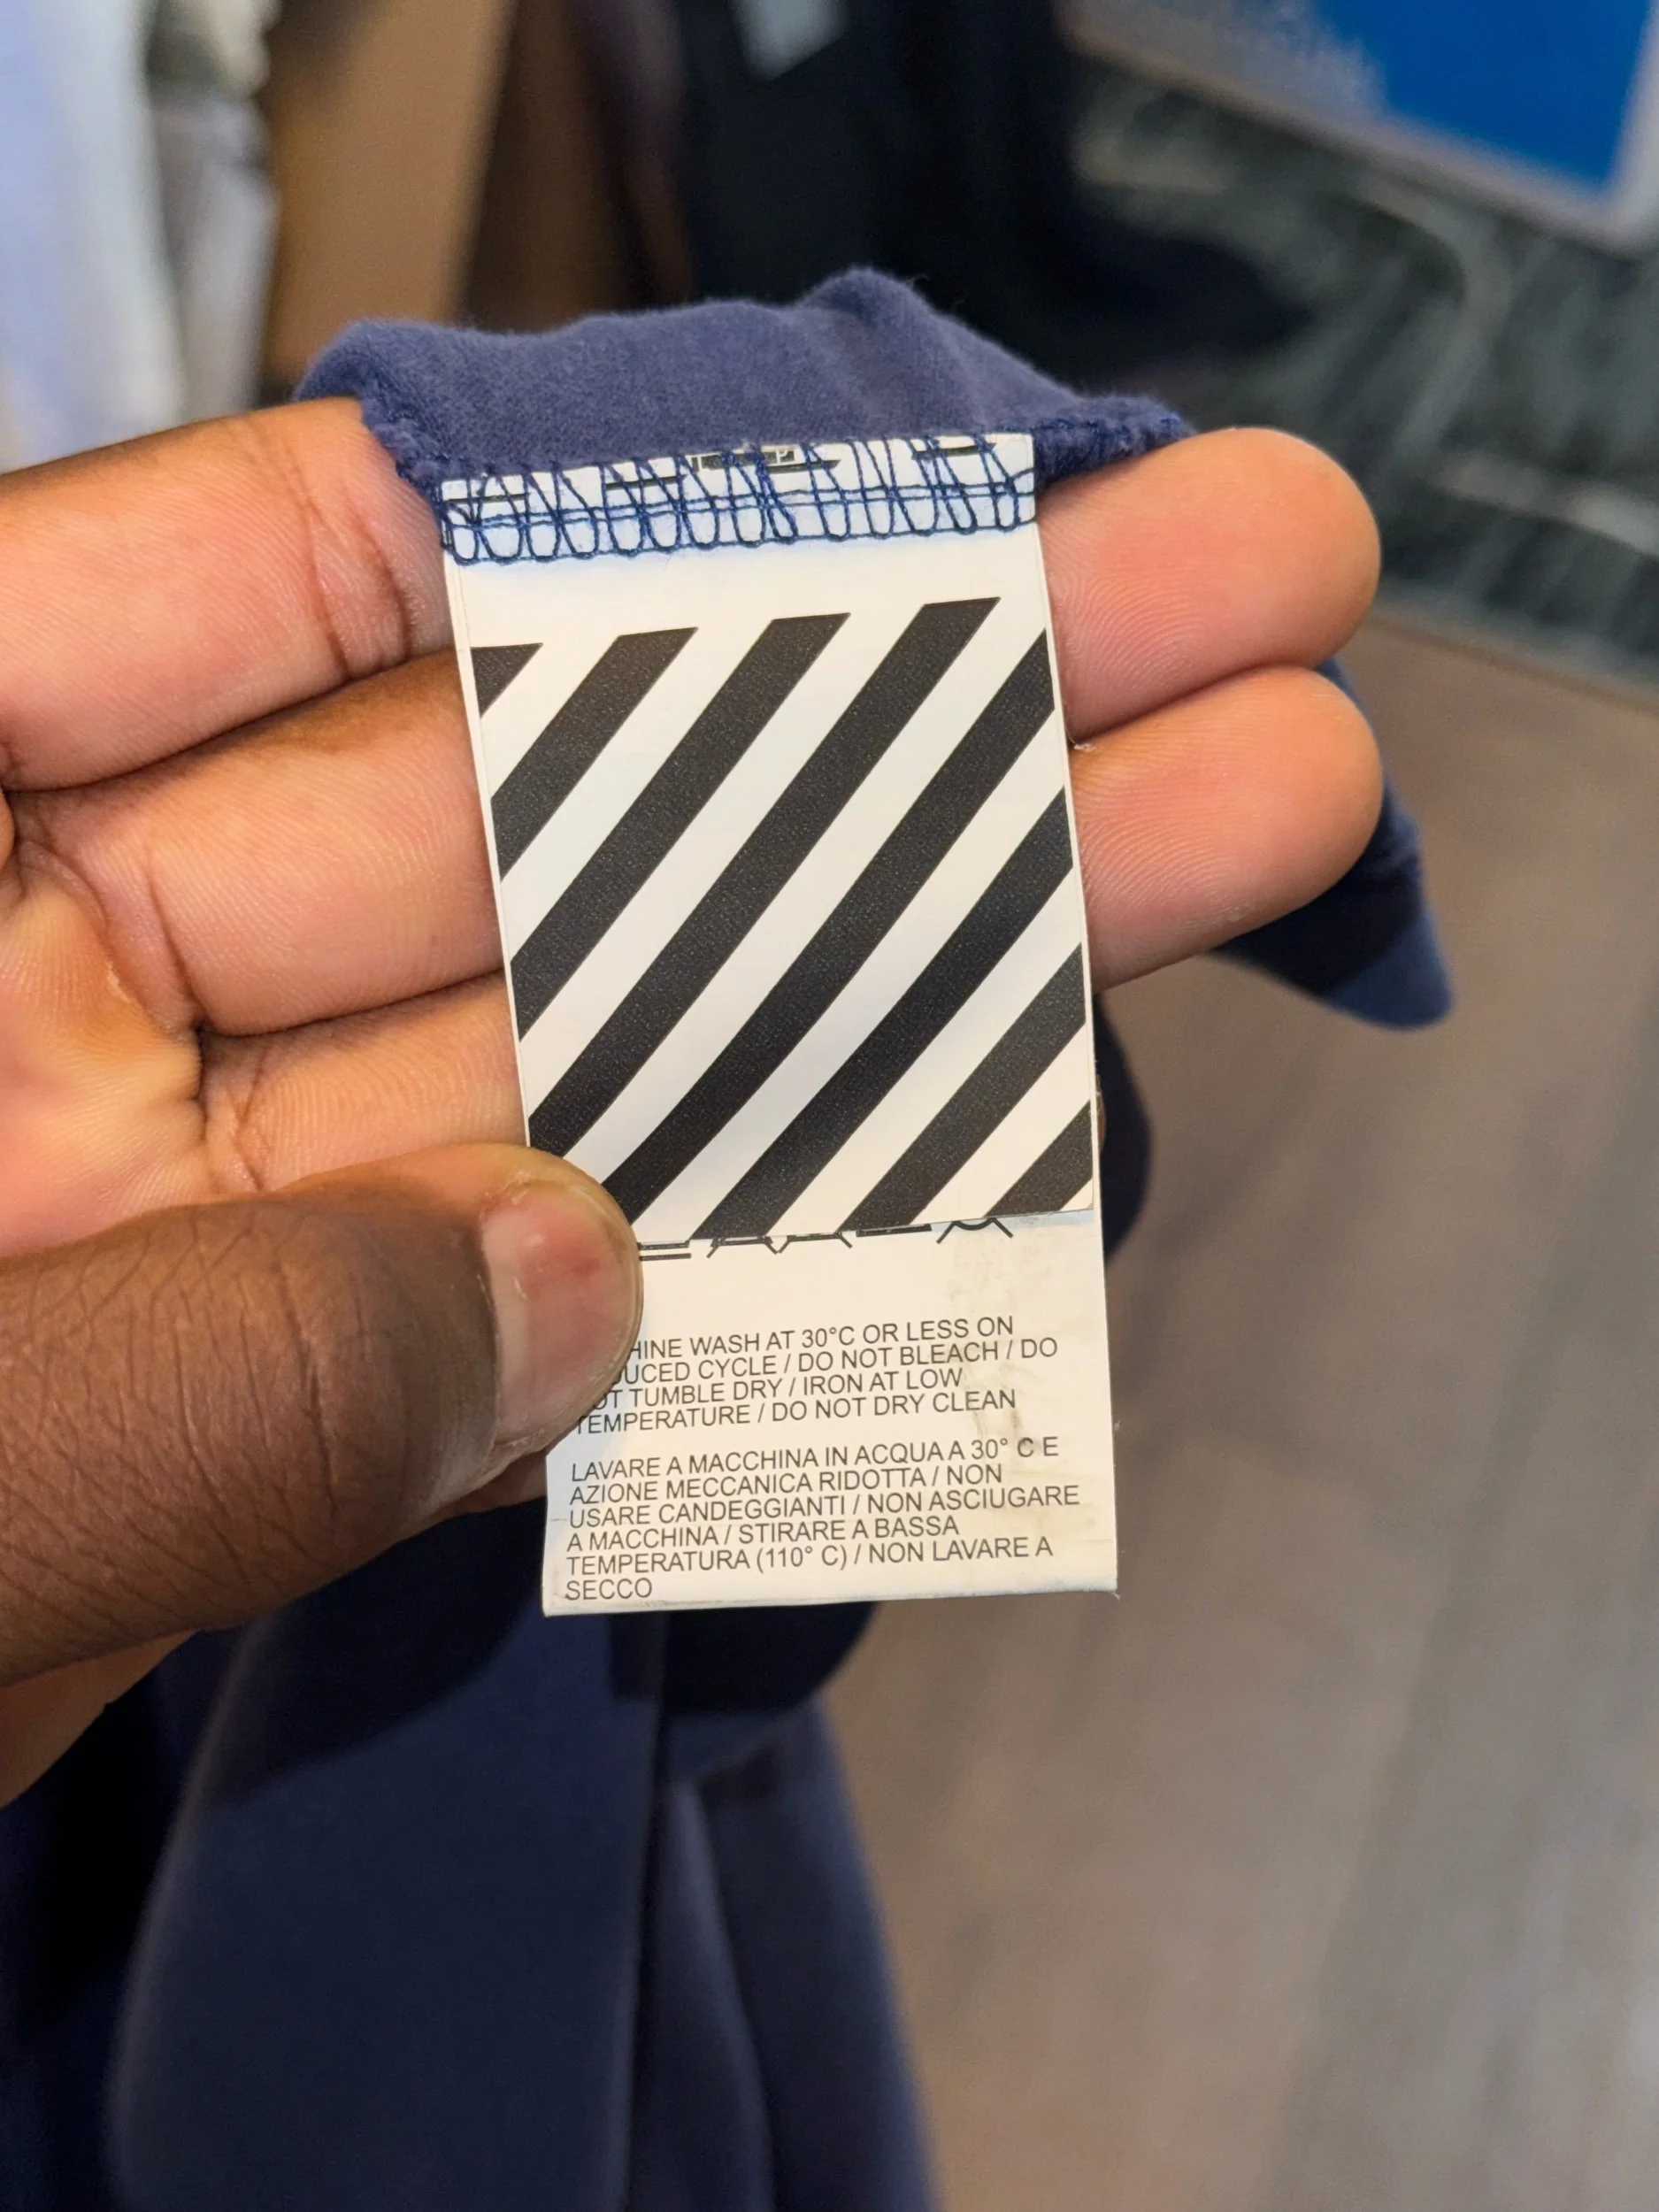 HINE WASH AT 30°C OR LESS ON
UCED CYCLE / DO NOT BLEACH / DO
OT TUMBLE DRY / IRON AT LOW
TEMPERATURE / DO NOT DRY CLEAN
LAVARE A MACCHINA IN ACQUA A 30° C E
AZIONE MECCANICA RIDOTTA / NON
USARE CANDEGGIANTI / NON ASCIUGARE
A MACCHINA / STIRARE A BASSA
TEMPERATURA (110° C) / NON LAVARE A
SECCO